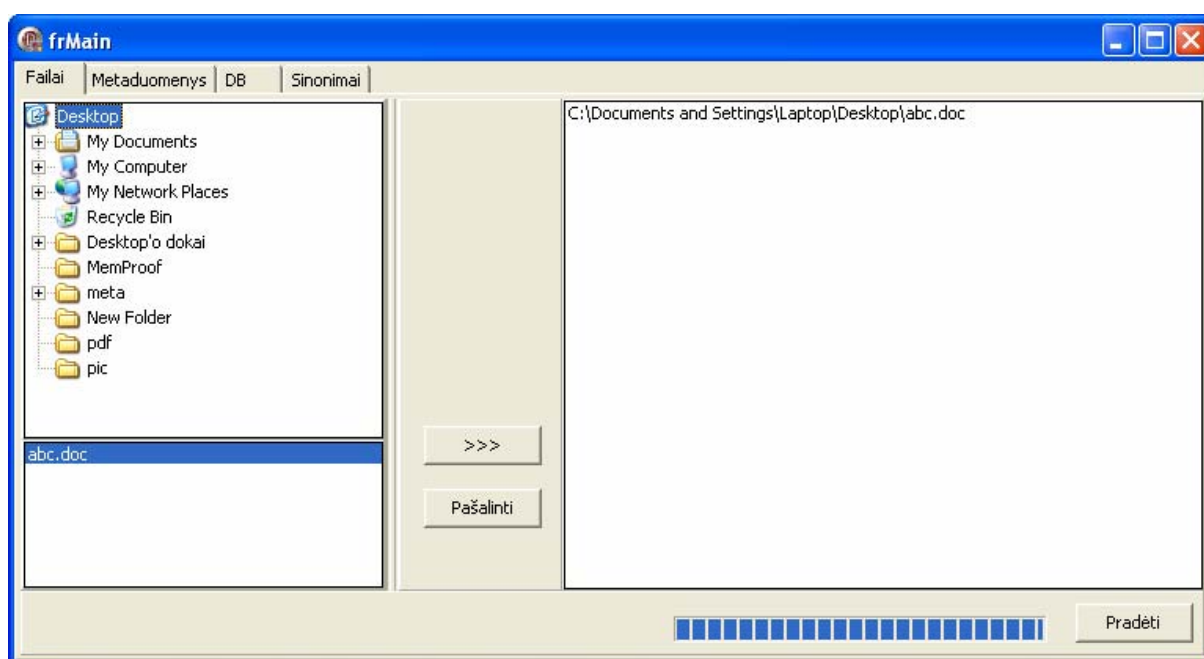 frMain
Failai Metaduomenys DB Sinonimai
Desktop
My Documents
My Computer
My Network Places
Recycle Bin
Desktop'o dokai
MemProof
meta
New Folder
pdf
pic
abc.doc
>>>
Pašalinti
C:\Documents and Settings\Laptop\Desktop\abc.doc
Pradėti